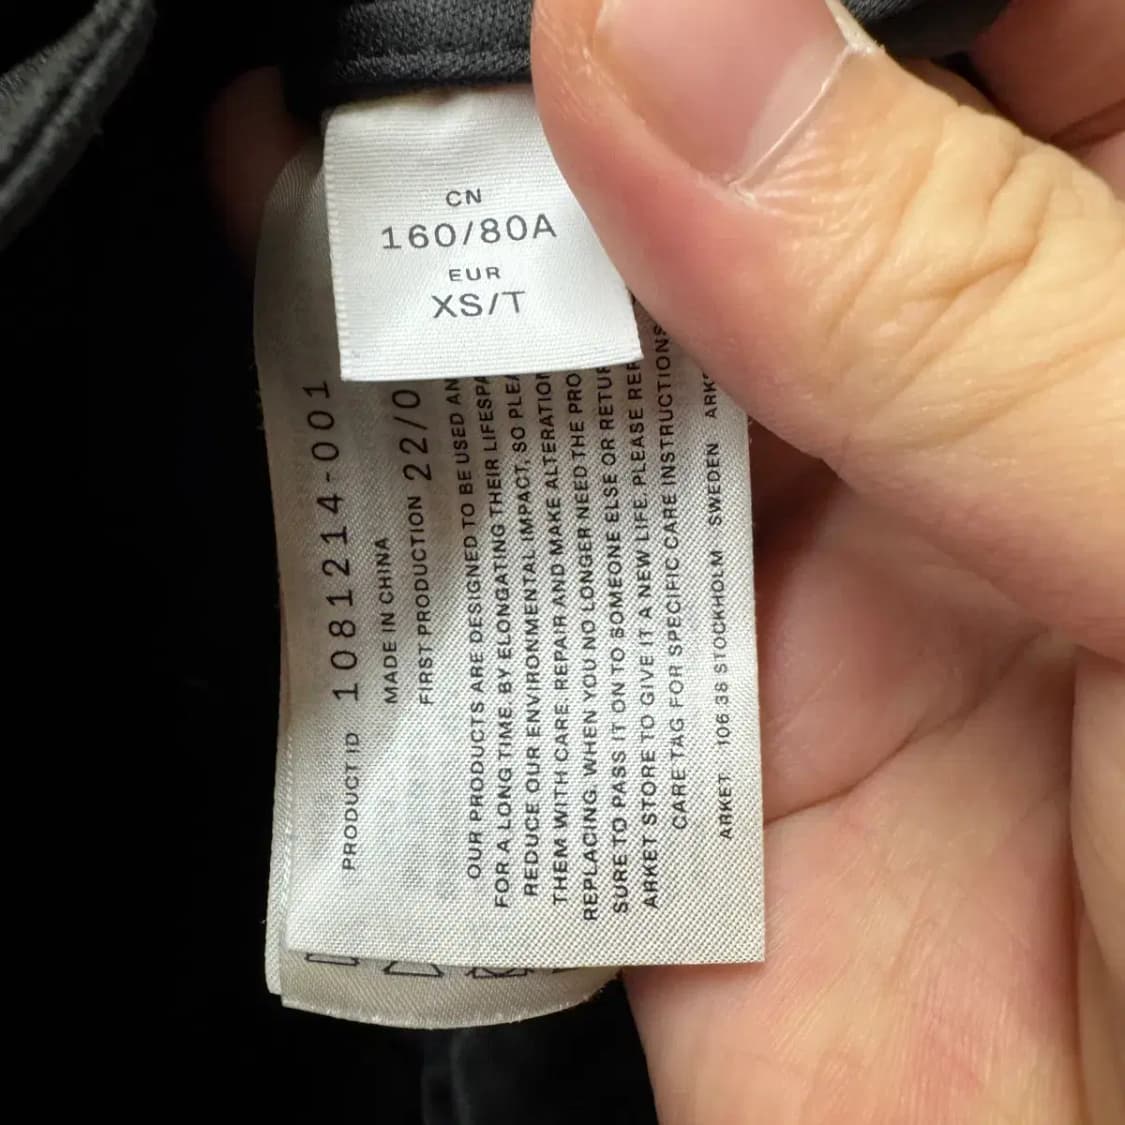 CN
160/80A
EUR
XS/T
PRODUCT ID 1081214-001
MADE IN CHINA
FIRST PRODUCTION 22/0
OUR PRODUCTS ARE DESIGNED TO BE USED AN
FOR A LONG TIME. BY ELONGATING THEIR LIFESPA
REDUCE OUR ENVIRONMENTAL IMPACT. SO PLEA
THEM WITH CARE. REPAIR AND MAKE ALTERATION
REPLACING. WHEN YOU NO LONGER NEED THE PRO
SURE TO PASS IT ON TO SOMEONE ELSE OR RETUR
ARKET STORE TO GIVE IT A NEW LIFE. PLEASE REF
CARE TAG FOR SPECIFIC CARE INSTRUCTIONS
ARKET 106 38 STOCKHOLM SWEDEN ARK